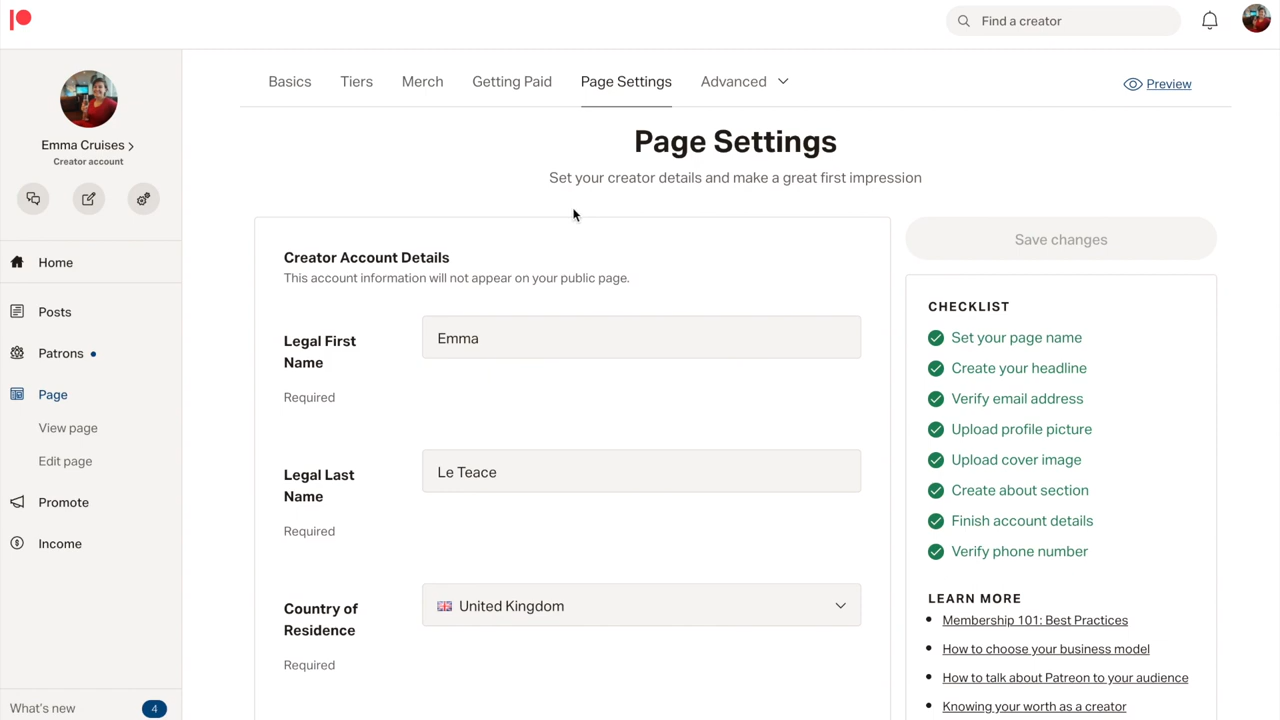 Find a creator
Basics
Tiers
Merch
Getting Paid
Page Settings
Advanced
Preview
Emma Cruises
Creator account
Home
Posts
Patrons
Page
View page
Edit page
Promote
Income
What's new
4
Page Settings
Set your creator details and make a great first impression
Creator Account Details
This account information will not appear on your public page.
Legal First
Name
Required
Emma
Legal Last
Name
Required
Le Teace
Country of
Residence
Required
United Kingdom
Save changes
CHECKLIST
Set your page name
Create your headline
Verify email address
Upload profile picture
Upload cover image
Create about section
Finish account details
Verify phone number
LEARN MORE
Membership 101: Best Practices
How to choose your business model
How to talk about Patreon to your audience
Knowing your worth as a creator